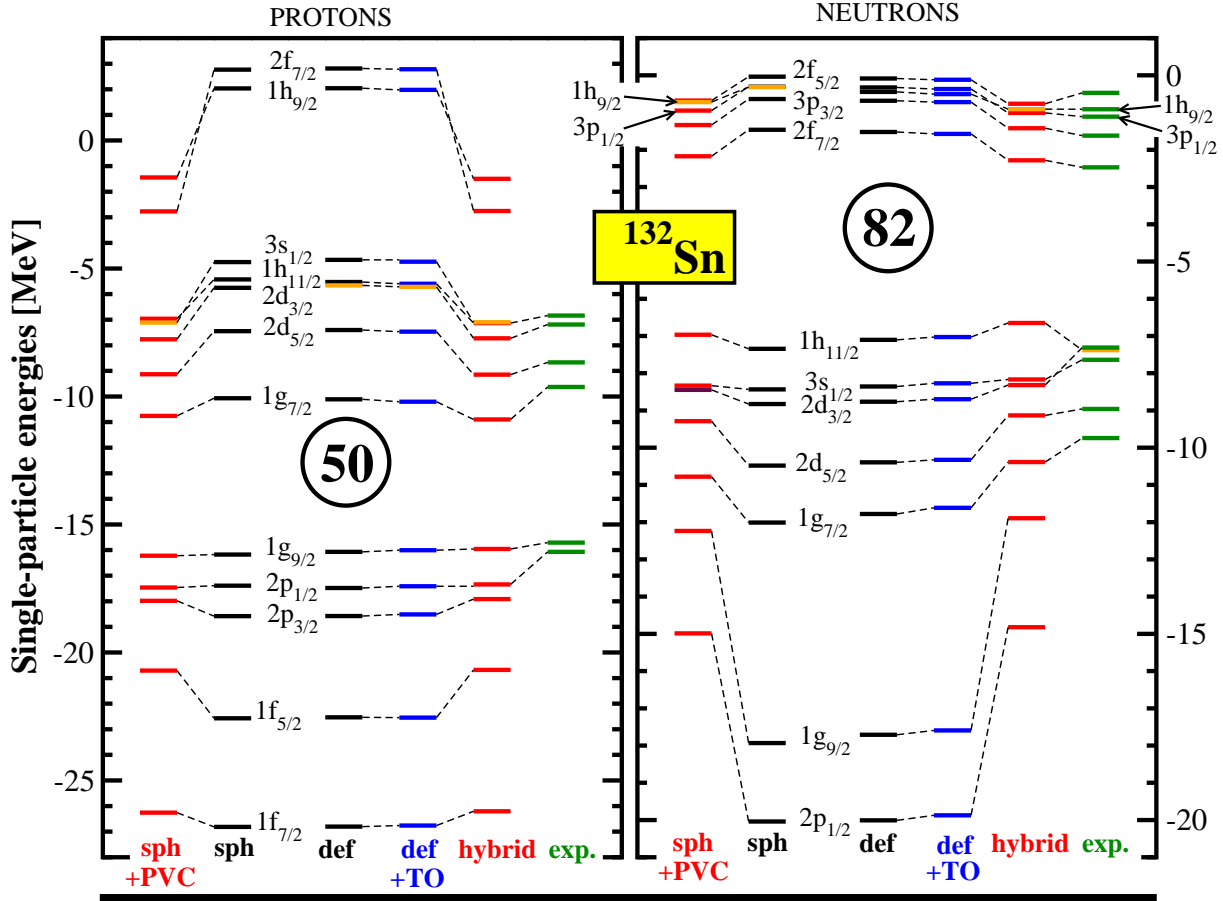 PROTONS
NEUTRONS
Single-particle energies [MeV]
0
-5
-10
-15
-20
-25
2f7/2
1h9/2
3s1/2
1h11/2
2d3/2
2d5/2
1g7/2
50
1g9/2
2p1/2
2p3/2
1f5/2
1f7/2
sph
+PVC
sph
def
def
+TO
hybrid
exp.
132Sn
1h9/2
3p1/2
2f5/2
3p3/2
2f7/2
82
1h9/2
3p1/2
1h11/2
3s1/2
2d3/2
2d5/2
1g7/2
1g9/2
2p1/2
0
-5
-10
-15
-20
sph
+PVC
sph
def
def
+TO
hybrid
exp.